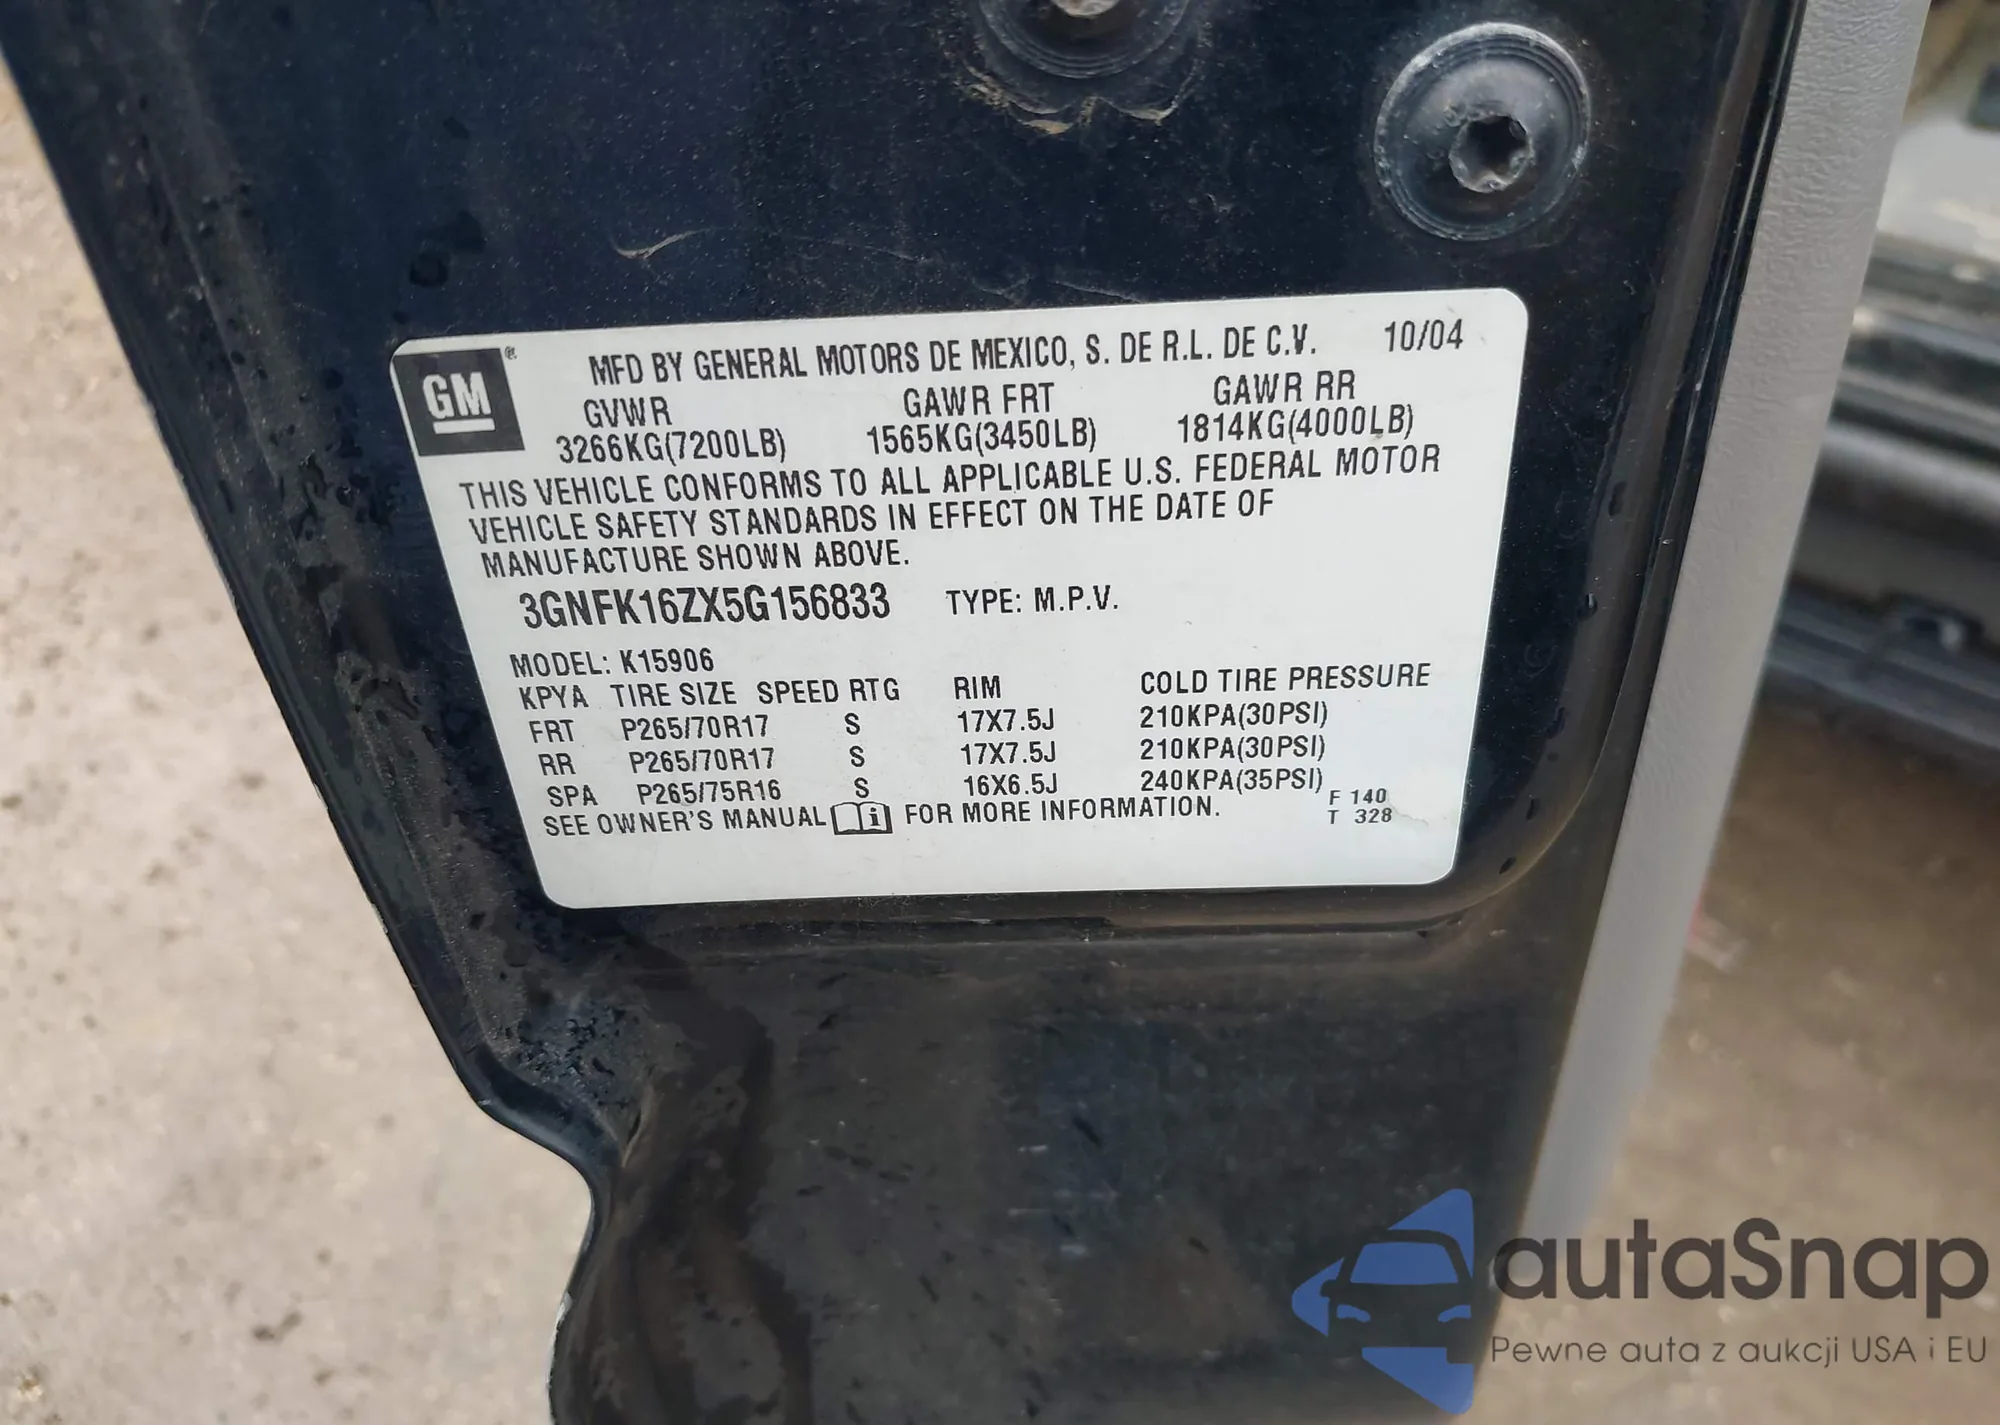 GM ® MFD BY GENERAL MOTORS DE MEXICO, S. DE R.L. DE C.V. 10/04
GVWR GAWR FRT GAWR RR
3266KG(7200LB) 1565KG(3450LB) 1814KG(4000LB)
THIS VEHICLE CONFORMS TO ALL APPLICABLE U.S. FEDERAL MOTOR
VEHICLE SAFETY STANDARDS IN EFFECT ON THE DATE OF
MANUFACTURE SHOWN ABOVE.
3GNFK16ZX5G156833 TYPE: M.P.V.
MODEL: K15906
KPYA TIRE SIZE SPEED RTG RIM COLD TIRE PRESSURE
FRT P265/70R17 S 17X7.5J 210KPA(30PSI)
RR P265/70R17 S 17X7.5J 210KPA(30PSI)
SPA P265/75R16 S 16X6.5J 240KPA(35PSI)
SEE OWNER'S MANUAL i FOR MORE INFORMATION.
F 140
T 328
autaSnap
Pewne auta z aukcji USA i EU